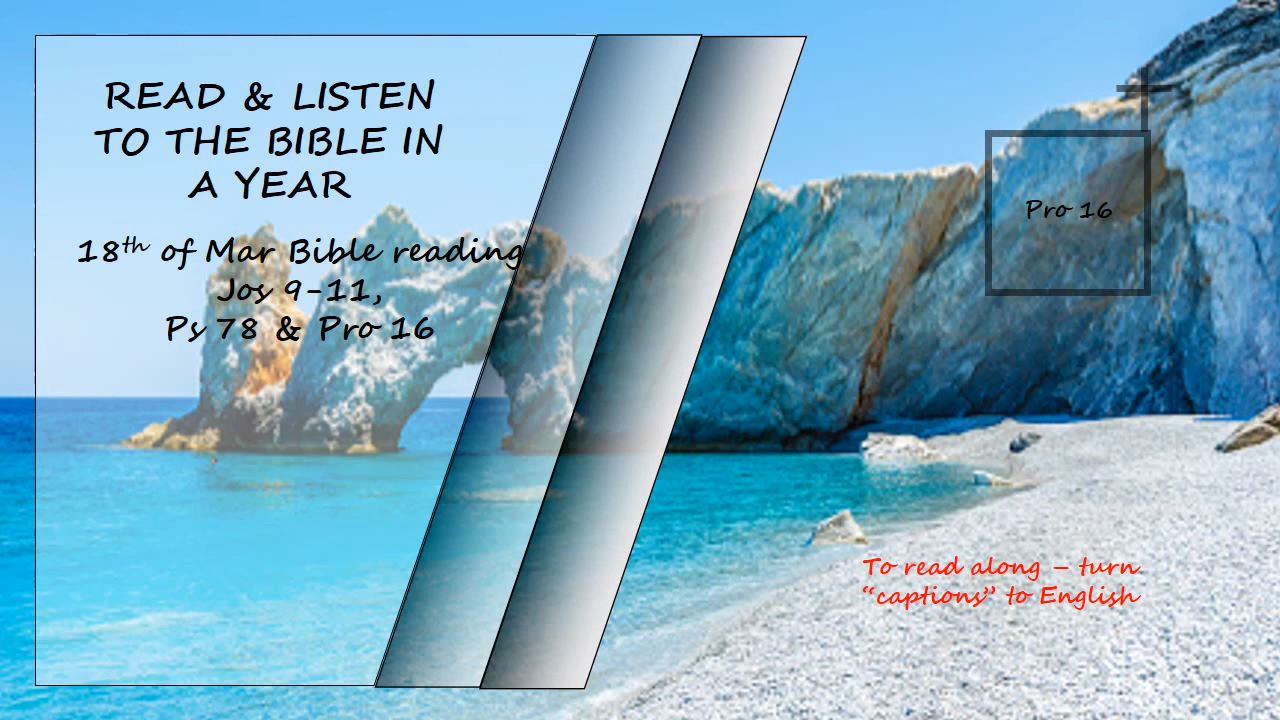 READ & LISTEN
TO THE BIBLE IN
A YEAR
18th of Mar Bible reading
Jos 9-11,
Ps 78 & Pro 16
Pro 16
To read along – turn
“captions” to English